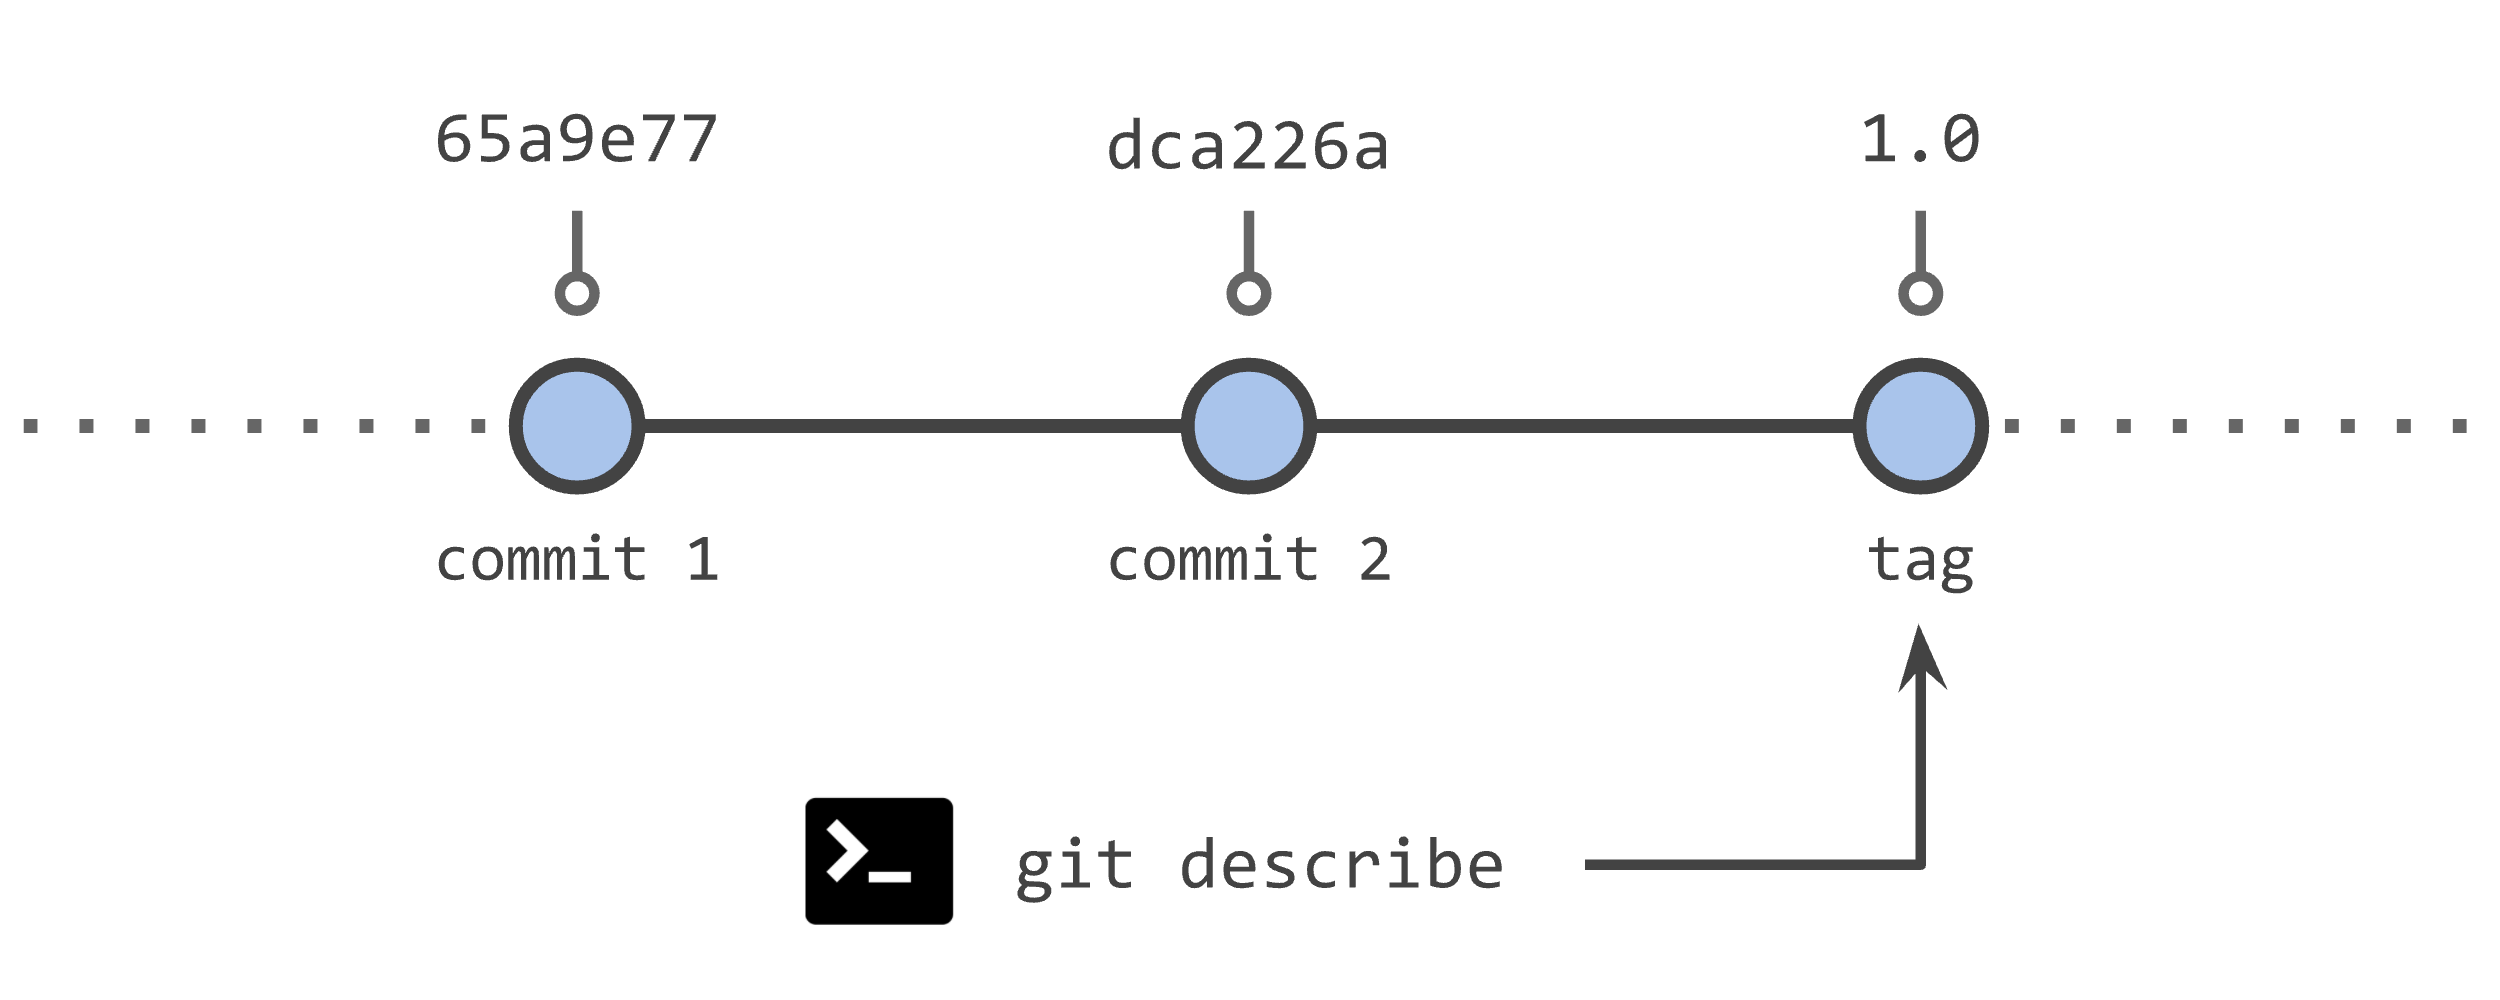 65a9e77 dca226a 1.0
commit 1 commit 2 tag
>_ git describe